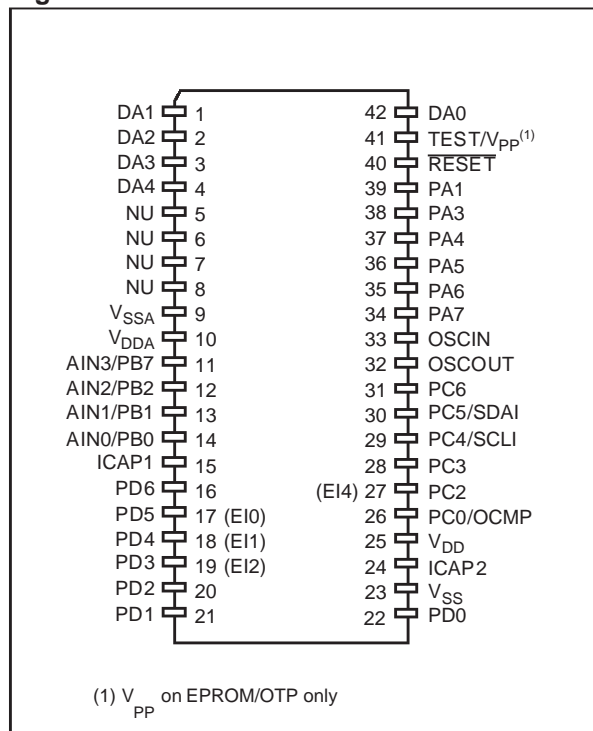 DA1 1 42 DA0
DA2 2 41 TEST/VPP(1)
DA3 3 40 RESET
DA4 4 39 PA1
NU 5 38 PA3
NU 6 37 PA4
NU 7 36 PA5
NU 8 35 PA6
VSSA 9 34 PA7
VDDA 10 33 OSCIN
AIN3/PB7 11 32 OSCOUT
AIN2/PB2 12 31 PC6
AIN1/PB1 13 30 PC5/SDAI
AIN0/PB0 14 29 PC4/SCLI
ICAP1 15 28 PC3
PD6 16 (EI4) 27 PC2
PD5 17 (EI0) 26 PC0/OCMP
PD4 18 (EI1) 25 VDD
PD3 19 (EI2) 24 ICAP2
PD2 20 23 VSS
PD1 21 22 PD0
(1) VPP on EPROM/OTP only